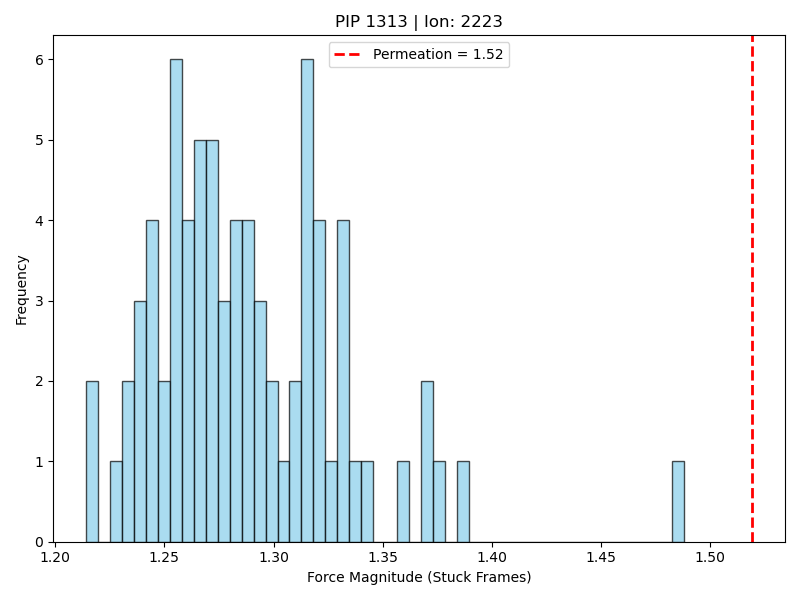 PIP 1313 | Ion: 2223
Permeation = 1.52
Frequency
6
5
4
3
2
1
0
1.20 1.25 1.30 1.35 1.40 1.45 1.50
Force Magnitude (Stuck Frames)